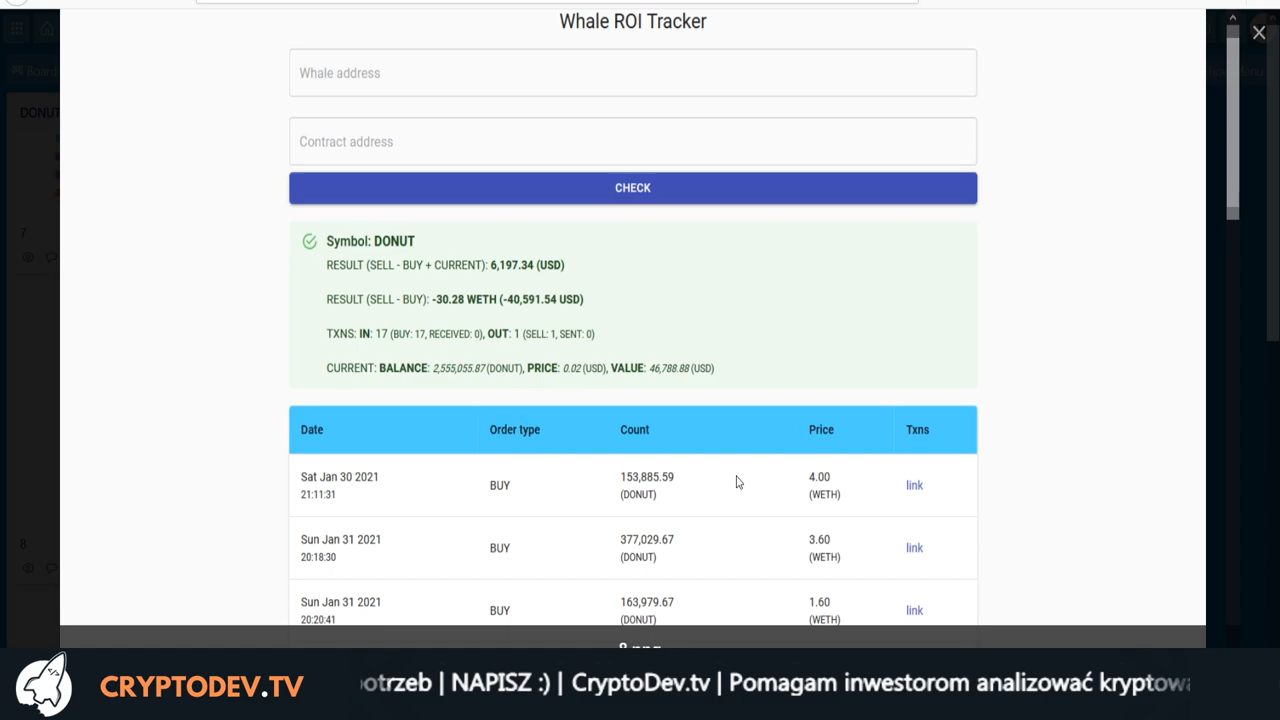 Whale ROI Tracker
Whale address
Contract address
CHECK
Symbol: DONUT
RESULT (SELL - BUY + CURRENT): 6,197.34 (USD)
RESULT (SELL - BUY): -30.28 WETH (-40,591.54 USD)
TXNS: IN: 17 (BUY: 17, RECEIVED: 0), OUT: 1 (SELL: 1, SENT: 0)
CURRENT: BALANCE: 2,555,055.87 (DONUT), PRICE: 0.02 (USD), VALUE: 46,788.88 (USD)
Date Order type Count Price Txns
Sat Jan 30 2021
21:11:31
BUY
153,885.59
(DONUT)
4.00
(WETH)
link
Sun Jan 31 2021
20:18:30
BUY
377,029.67
(DONUT)
3.60
(WETH)
link
Sun Jan 31 2021
20:20:41
BUY
163,979.67
(DONUT)
1.60
(WETH)
link
DONUT
Board
7
8
CRYPTODEV.TV
otrzeb | NAPISZ :) | CryptoDev.tv | Pomagam inwestorom analizować kryptow